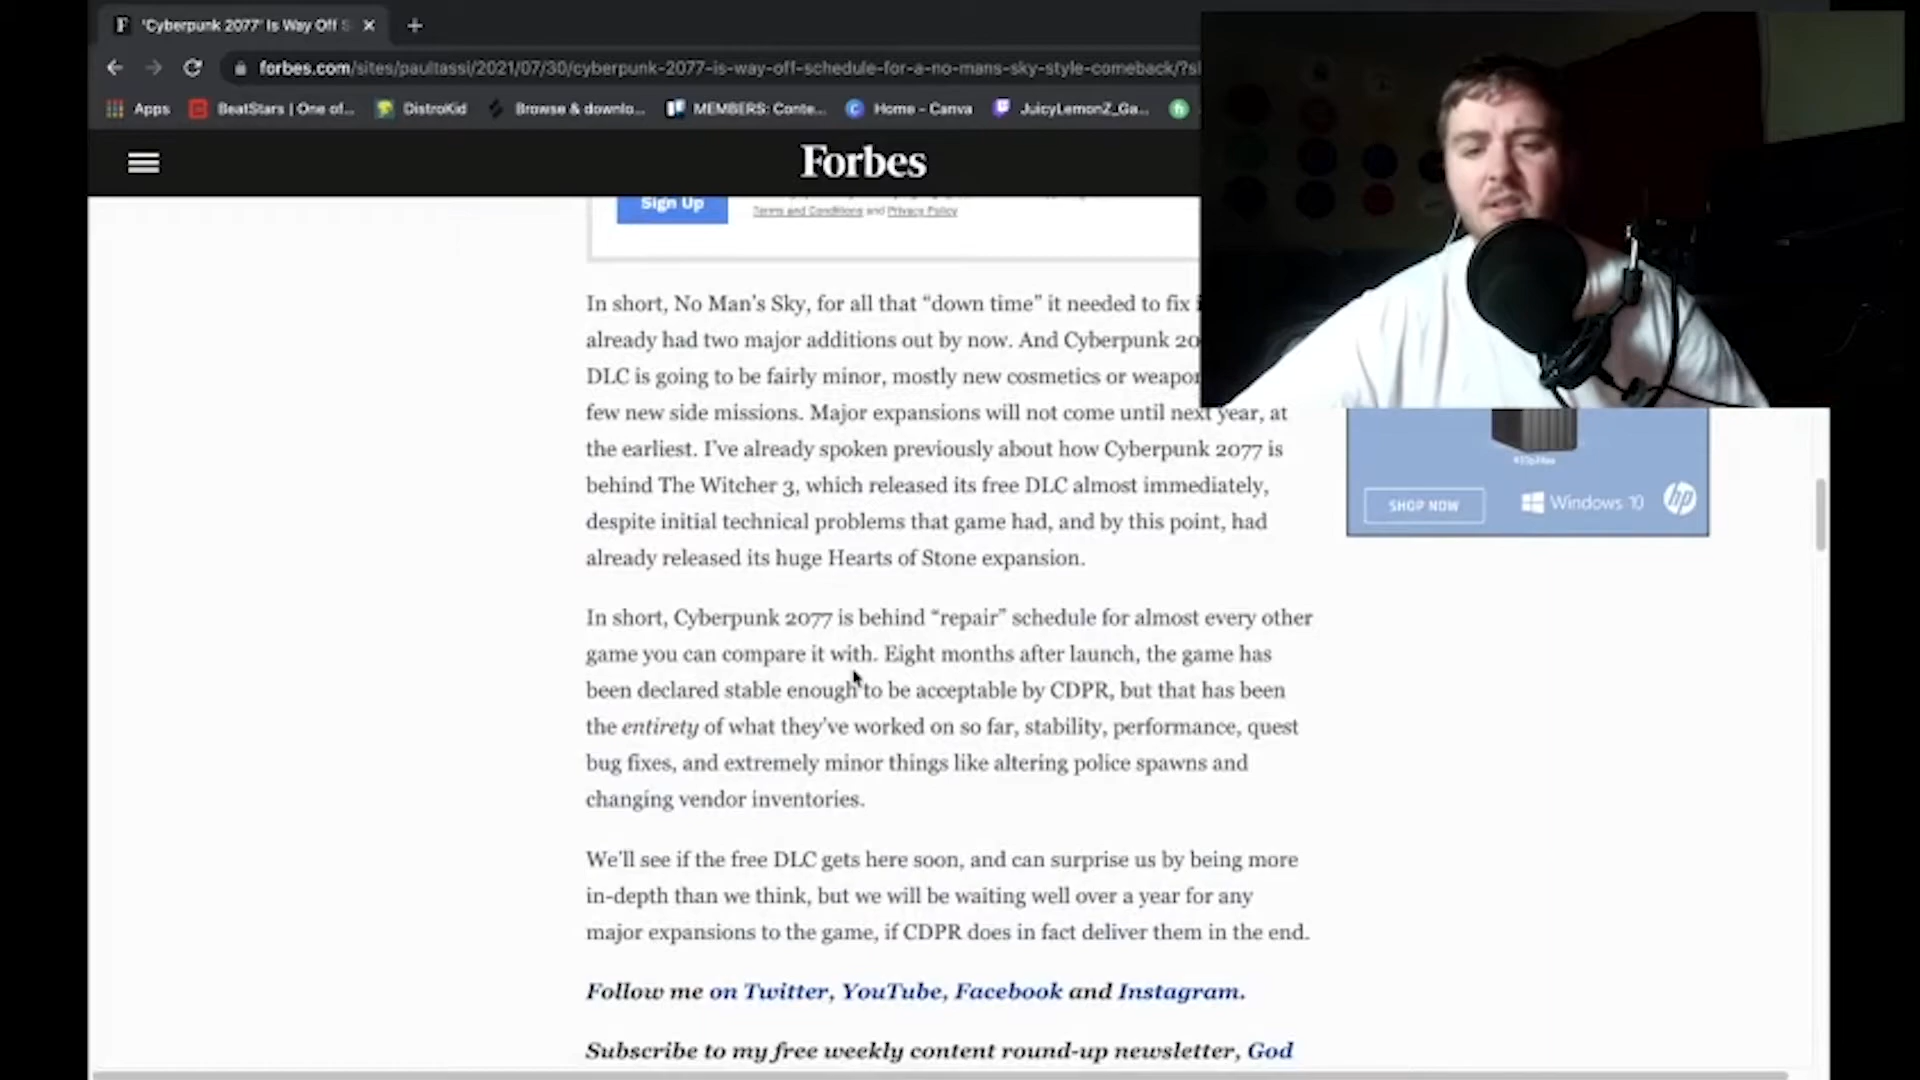 'Cyberpunk 2077' Is Way Off S
forbes.com/sites/paultassi/2021/07/30/cyberpunk-2077-is-way-off-schedule-for-a-no-mans-sky-style-comeback/?sl
Apps BeatStars | One of... DistroKid Browse & downlo... MEMBERS: Conte... Home - Canva JuicyLemonZ_Ga...
Forbes
Sign Up
Terms and Conditions and Privacy Policy
In short, No Man's Sky, for all that “down time” it needed to fix
already had two major additions out by now. And Cyberpunk 20
DLC is going to be fairly minor, mostly new cosmetics or weapon
few new side missions. Major expansions will not come until next year, at
the earliest. I've already spoken previously about how Cyberpunk 2077 is
behind The Witcher 3, which released its free DLC almost immediately,
despite initial technical problems that game had, and by this point, had
already released its huge Hearts of Stone expansion.
SHOP NOW Windows 10 hp
In short, Cyberpunk 2077 is behind “repair” schedule for almost every other
game you can compare it with. Eight months after launch, the game has
been declared stable enough to be acceptable by CDPR, but that has been
the entirety of what they've worked on so far, stability, performance, quest
bug fixes, and extremely minor things like altering police spawns and
changing vendor inventories.
We'll see if the free DLC gets here soon, and can surprise us by being more
in-depth than we think, but we will be waiting well over a year for any
major expansions to the game, if CDPR does in fact deliver them in the end.
Follow me on Twitter, YouTube, Facebook and Instagram.
Subscribe to my free weekly content round-up newsletter, God